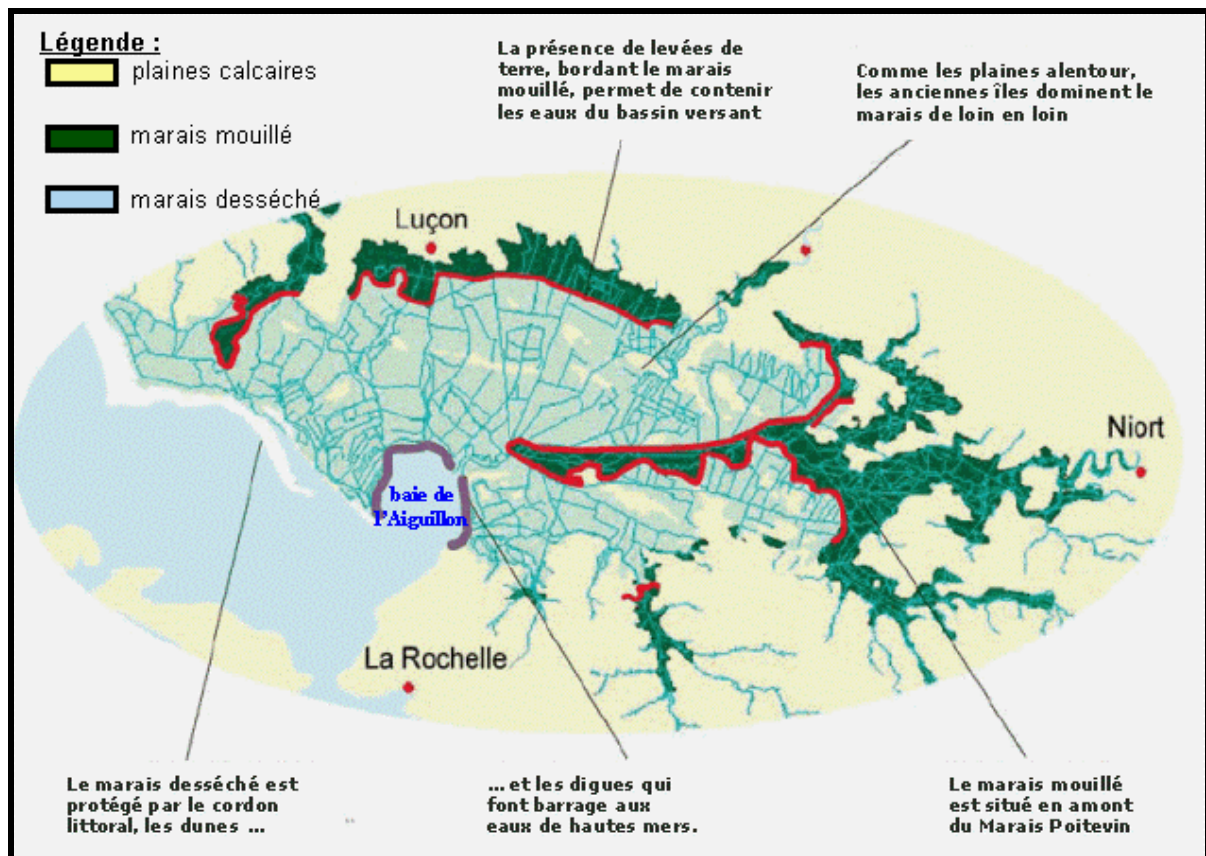 Légende :
plaines calcaires
marais mouillé
marais desséché
La présence de levées de
terre, bordant le marais
mouillé, permet de contenir
les eaux du bassin versant
Comme les plaines alentour,
les anciennes îles dominent le
marais de loin en loin
Luçon
Niort
baie de
l'Aiguillon
La Rochelle
Le marais desséché est
protégé par le cordon
littoral, les dunes ...
... et les digues qui
font barrage aux
eaux de hautes mers.
Le marais mouillé
est situé en amont
du Marais Poitevin